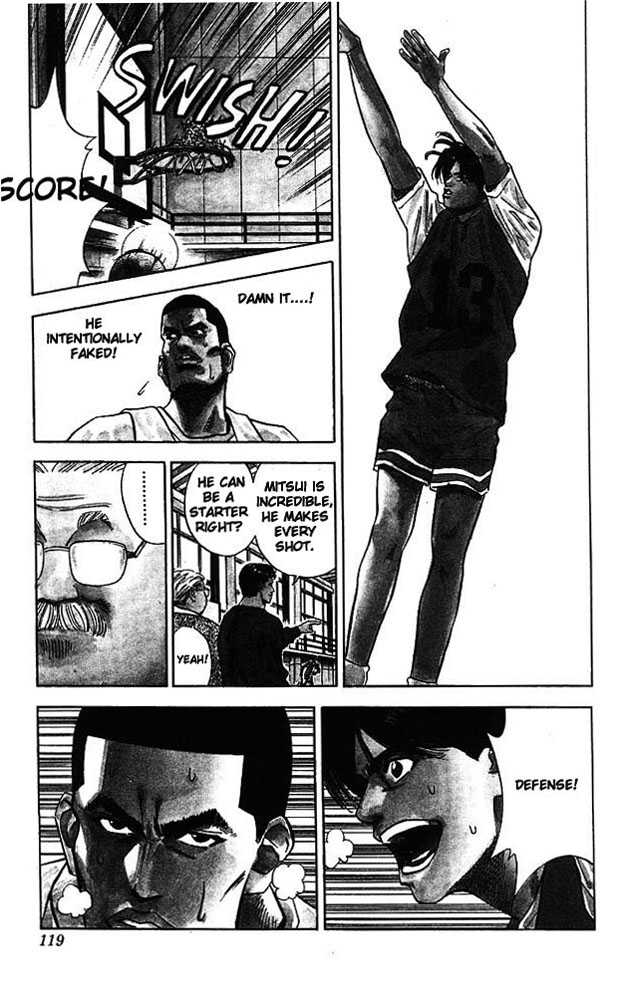 13
SWISH!
SCORE!
DAMN IT....!
HE
INTENTIONALLY
FAKED!
MITSUI IS
INCREDIBLE,
HE MAKES
EVERY
SHOT.
HE CAN
BE A
STARTER
RIGHT?
YEAH!
.........
DEFENSE!
119